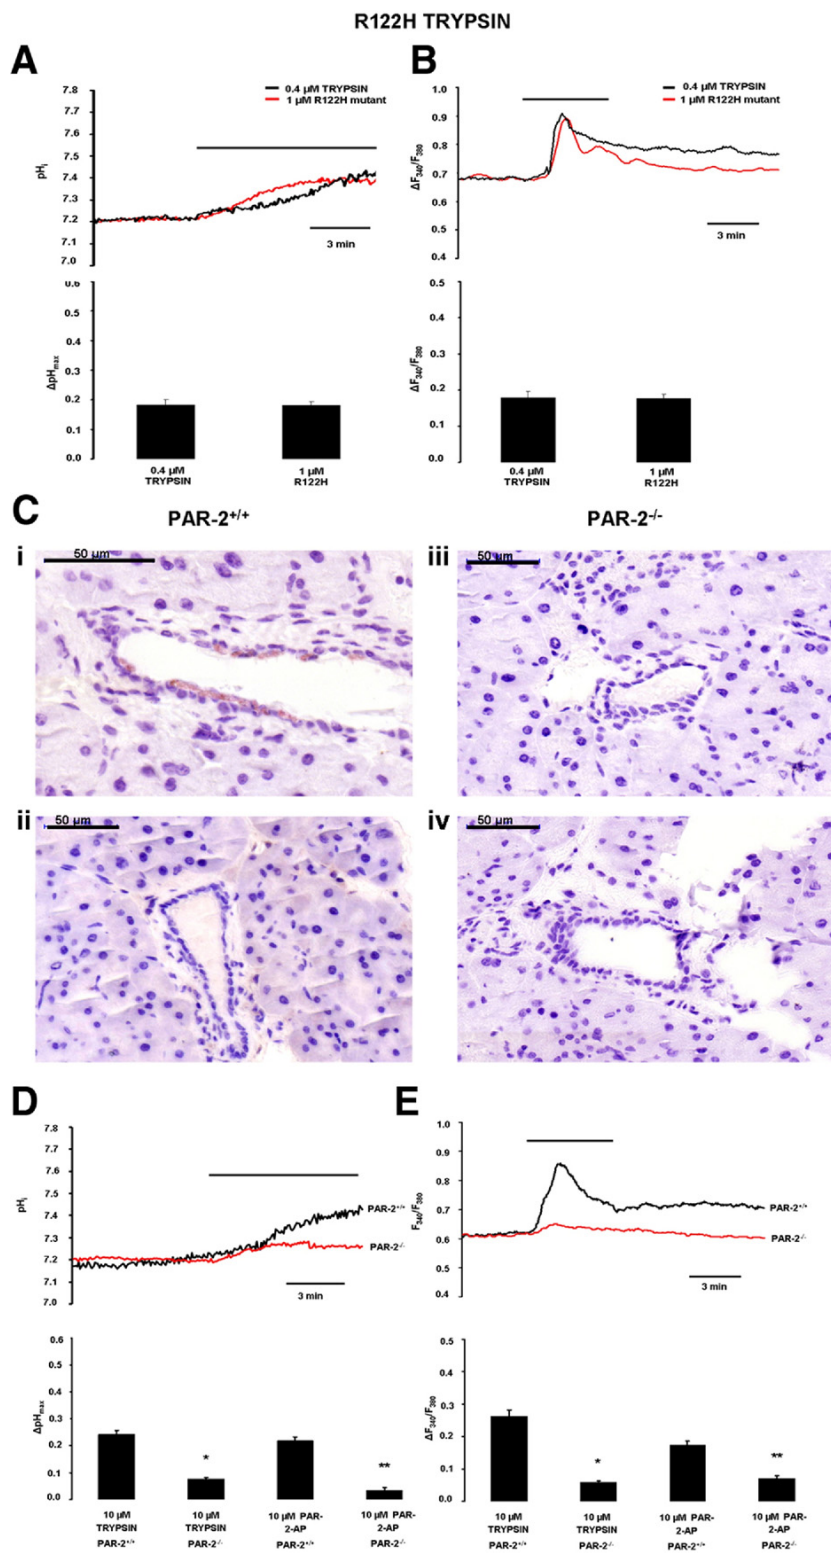 R122H TRYPSIN
A
7.8
7.7
7.6
7.5
7.4
7.3
7.2
7.1
7.0
pHi
0.4 µM TRYPSIN
1 µM R122H mutant
3 min
0.6
0.5
0.4
0.3
0.2
0.1
0.0
ΔpHmax
0.4 µM
TRYPSIN
1 µM
R122H
B
1.0
0.9
0.8
0.7
0.6
0.5
0.4
ΔF340/F380
0.4 µM TRYPSIN
1 µM R122H mutant
3 min
0.5
0.4
0.3
0.2
0.1
0.0
ΔF340/F380
0.4 µM
TRYPSIN
1 µM
R122H
C
PAR-2+/+
PAR-2-/-
i
50 µm
iii
50 µm
ii
50 µm
iv
50 µm
D
7.8
7.7
7.6
7.5
7.4
7.3
7.2
7.1
7.0
pHi
PAR-2+/+
PAR-2-/-
3 min
0.6
0.5
0.4
0.3
0.2
0.1
0.0
ΔpHmax
*
**
10 µM
TRYPSIN
PAR-2+/+
10 µM
TRYPSIN
PAR-2-/-
10 µM PAR-
2-AP
PAR-2+/+
10 µM PAR-
2-AP
PAR-2-/-
E
1.0
0.9
0.8
0.7
0.6
0.5
0.4
F340/F380
PAR-2+/+
PAR-2-/-
3 min
0.5
0.4
0.3
0.2
0.1
0.0
ΔF340/F380
*
**
10 µM
TRYPSIN
PAR-2+/+
10 µM
TRYPSIN
PAR-2-/-
10 µM PAR-
2-AP
PAR-2+/+
10 µM PAR-
2-AP
PAR-2-/-